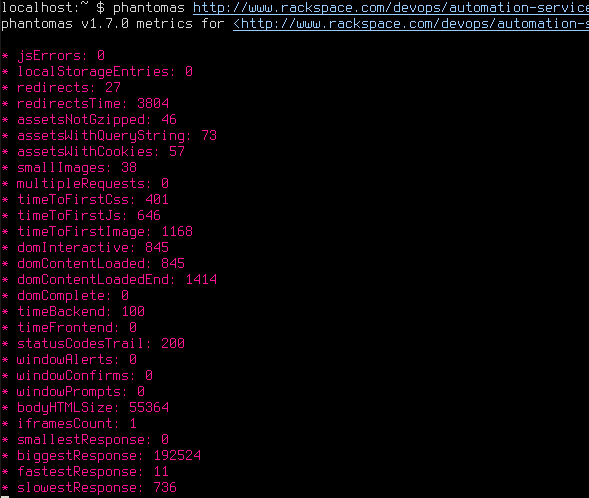 localhost:~ $ phantomas http://www.rackspace.com/devops/automation-service
phantomas v1.7.0 metrics for <http://www.rackspace.com/devops/automation-s
* jsErrors: 0
* localStorageEntries: 0
* redirects: 27
* redirectsTime: 3804
* assetsNotGzipped: 46
* assetsWithQueryString: 73
* assetsWithCookies: 57
* smallImages: 38
* multipleRequests: 0
* timeToFirstCss: 401
* timeToFirstJs: 646
* timeToFirstImage: 1168
* domInteractive: 845
* domContentLoaded: 845
* domContentLoadedEnd: 1414
* domComplete: 0
* timeBackend: 100
* timeFrontend: 0
* statusCodesTrail: 200
* windowAlerts: 0
* windowConfirms: 0
* windowPrompts: 0
* bodyHTMLSize: 55364
* iframesCount: 1
* smallestResponse: 0
* biggestResponse: 192524
* fastestResponse: 11
* slowestResponse: 736